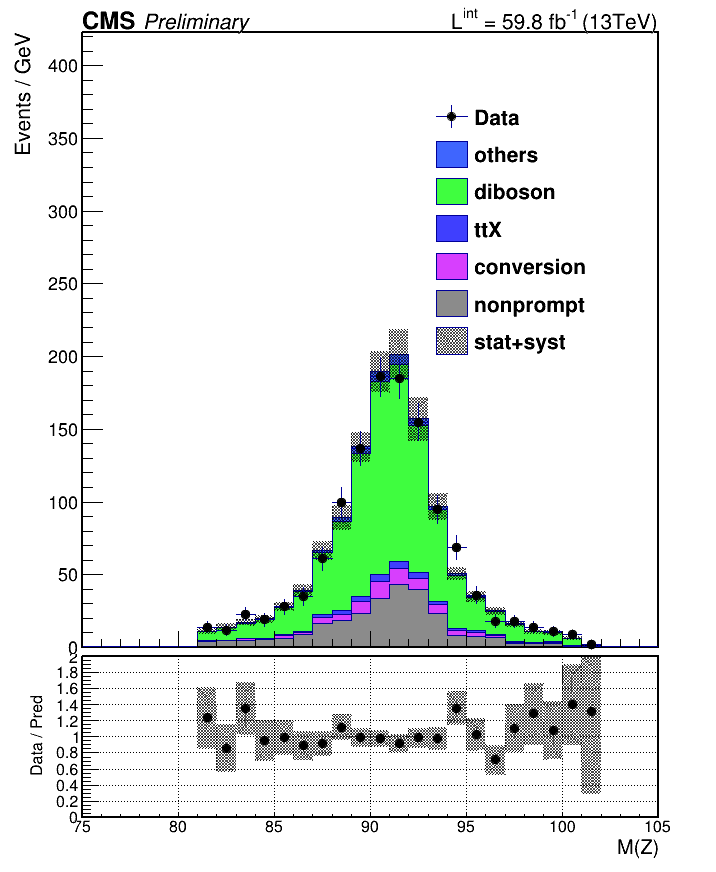 CMS Preliminary L^int = 59.8 fb^-1 (13TeV)
Events / GeV
400
350
300
250
200
150
100
50
0
Data
others
diboson
ttX
conversion
nonprompt
stat+syst
Data / Pred
2
1.8
1.6
1.4
1.2
1
0.8
0.6
0.4
0.2
0
75 80 85 90 95 100 105
M(Z)